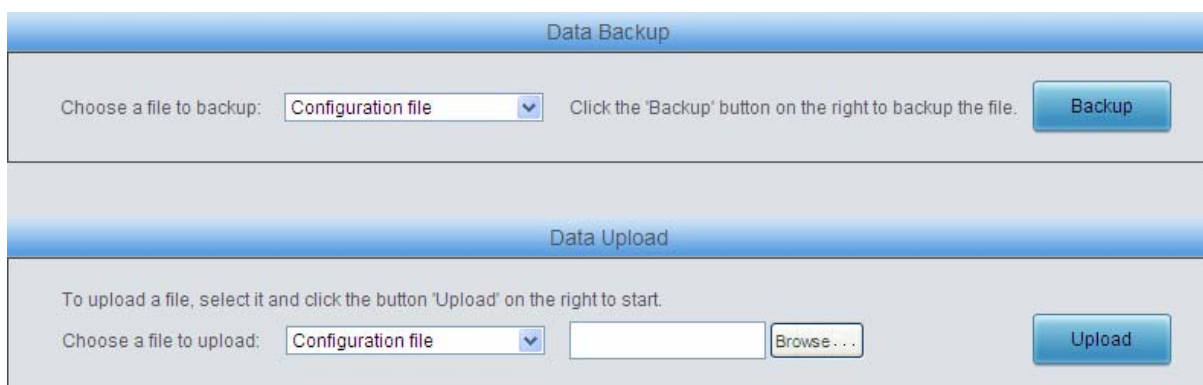 Data Backup
Choose a file to backup: Configuration file Click the 'Backup' button on the right to backup the file. Backup
Data Upload
To upload a file, select it and click the button 'Upload' on the right to start.
Choose a file to upload: Configuration file Browse... Upload